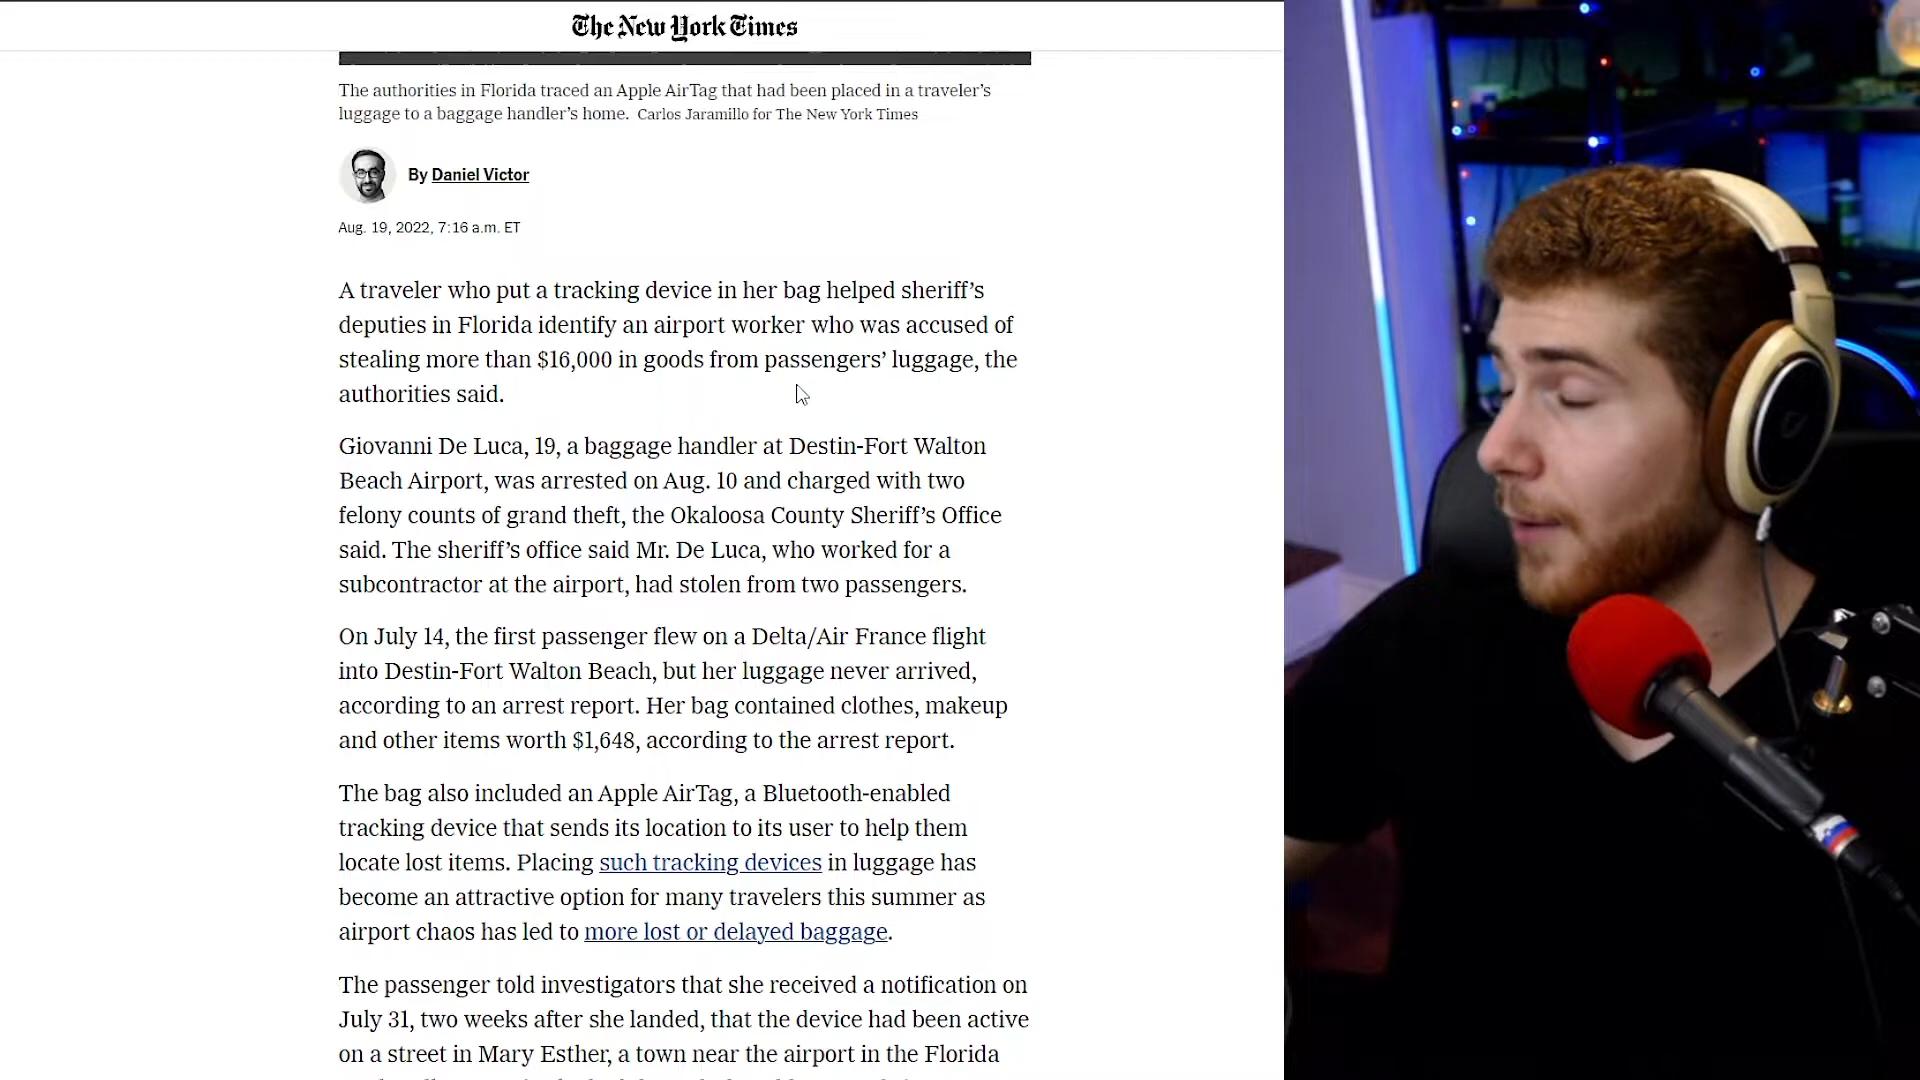 The New York Times
The authorities in Florida traced an Apple AirTag that had been placed in a traveler’s
luggage to a baggage handler’s home. Carlos Jaramillo for The New York Times
By Daniel Victor
Aug. 19, 2022, 7:16 a.m. ET
A traveler who put a tracking device in her bag helped sheriff’s
deputies in Florida identify an airport worker who was accused of
stealing more than $16,000 in goods from passengers’ luggage, the
authorities said.
Giovanni De Luca, 19, a baggage handler at Destin-Fort Walton
Beach Airport, was arrested on Aug. 10 and charged with two
felony counts of grand theft, the Okaloosa County Sheriff’s Office
said. The sheriff’s office said Mr. De Luca, who worked for a
subcontractor at the airport, had stolen from two passengers.
On July 14, the first passenger flew on a Delta/Air France flight
into Destin-Fort Walton Beach, but her luggage never arrived,
according to an arrest report. Her bag contained clothes, makeup
and other items worth $1,648, according to the arrest report.
The bag also included an Apple AirTag, a Bluetooth-enabled
tracking device that sends its location to its user to help them
locate lost items. Placing such tracking devices in luggage has
become an attractive option for many travelers this summer as
airport chaos has led to more lost or delayed baggage.
The passenger told investigators that she received a notification on
July 31, two weeks after she landed, that the device had been active
on a street in Mary Esther, a town near the airport in the Florida